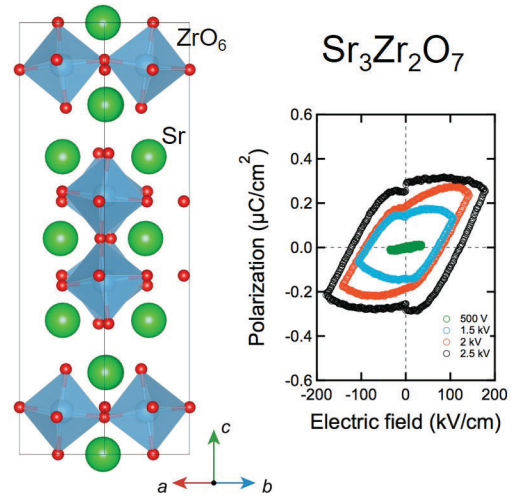 ZrO₆
Sr
c
a
b
Sr₃Zr₂O₇
Polarization (μC/cm²)
0.6
0.4
0.2
0.0
-0.2
-0.4
-0.6
500 V
1.5 kV
2 kV
2.5 kV
-200
-100
0
100
200
Electric field (kV/cm)